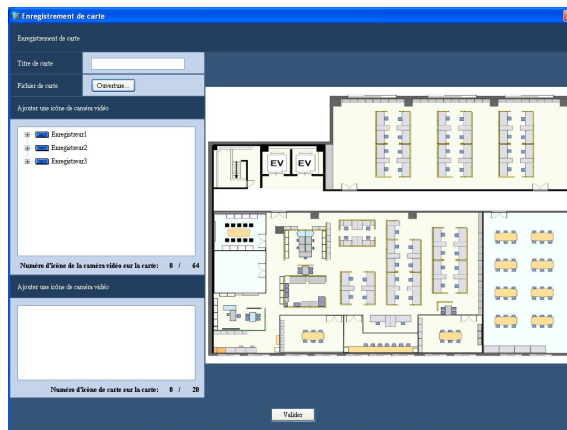 Enregistrement de carte
Enregistrement de carte
Titre de carte
Fichier de carte
Ouverture...
Ajouter une icône de caméra vidéo
Enregistreur1
Enregistreur2
Enregistreur3
Numéro d'icône de la caméra vidéo sur la carte: 0 / 64
Ajouter une icône de caméra vidéo
Numéro d'icône de carte sur la carte: 0 / 20
EV EV
Valider